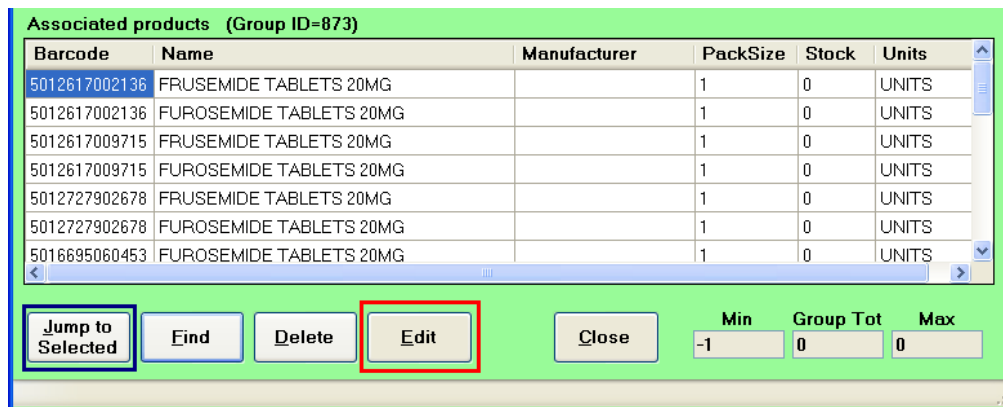 Associated products (Group ID=873)
Barcode Name Manufacturer PackSize Stock Units
5012617002136 FRUSEMIDE TABLETS 20MG 1 0 UNITS
5012617002136 FUROSEMIDE TABLETS 20MG 1 0 UNITS
5012617009715 FRUSEMIDE TABLETS 20MG 1 0 UNITS
5012617009715 FUROSEMIDE TABLETS 20MG 1 0 UNITS
5012727902678 FRUSEMIDE TABLETS 20MG 1 0 UNITS
5012727902678 FUROSEMIDE TABLETS 20MG 1 0 UNITS
5016695060453 FUROSEMIDE TABLETS 20MG 1 0 UNITS
Min Group Tot Max
Jump to
Selected Find Delete Edit Close
-1 0 0